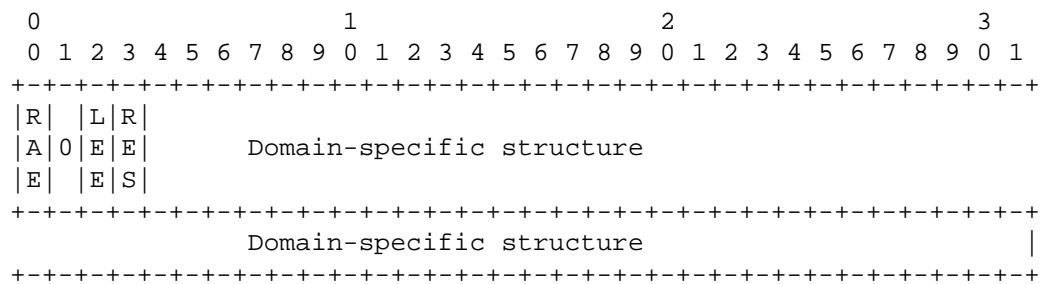 0                   1                   2                   3
 0 1 2 3 4 5 6 7 8 9 0 1 2 3 4 5 6 7 8 9 0 1 2 3 4 5 6 7 8 9 0 1
+-+-+-+-+-+-+-+-+-+-+-+-+-+-+-+-+-+-+-+-+-+-+-+-+-+-+-+-+-+-+-+-+
|R| |L|R|
|A|0|E|E|      Domain-specific structure
|E| |E|S|
+-+-+-+-+-+-+-+-+-+-+-+-+-+-+-+-+-+-+-+-+-+-+-+-+-+-+-+-+-+-+-+-+
               Domain-specific structure                        |
+-+-+-+-+-+-+-+-+-+-+-+-+-+-+-+-+-+-+-+-+-+-+-+-+-+-+-+-+-+-+-+-+